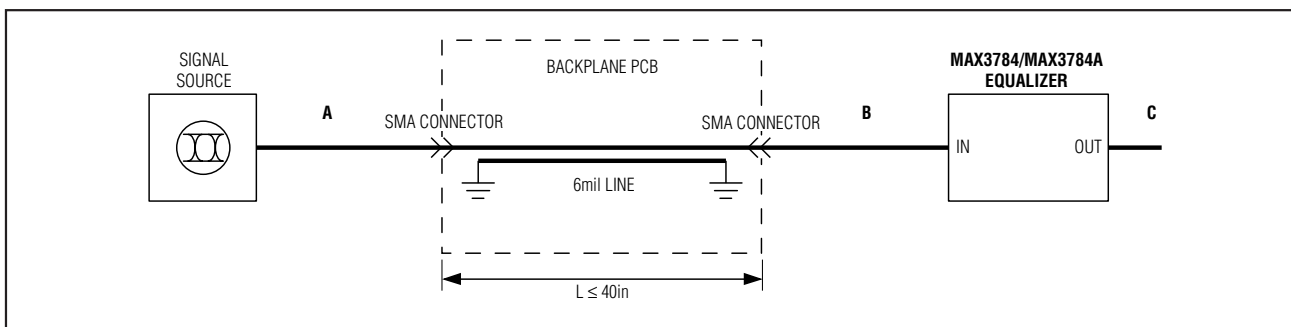 SIGNAL
SOURCE
BACKPLANE PCB
MAX3784/MAX3784A
EQUALIZER
A
SMA CONNECTOR
SMA CONNECTOR
B
C
IN
OUT
6mil LINE
L ≤ 40in